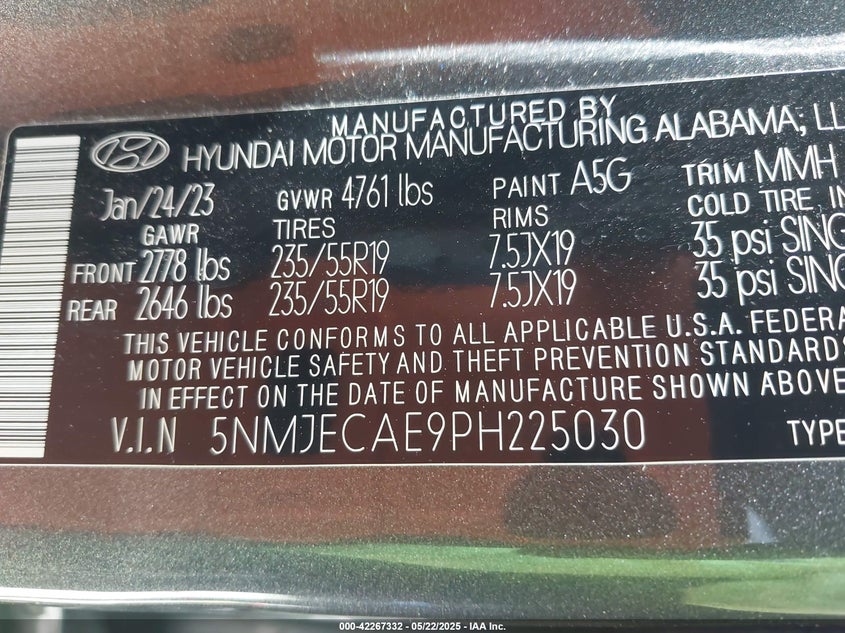 MANUFACTURED BY
HYUNDAI MOTOR MANUFACTURING ALABAMA, LL
Jan/24/23 GVWR 4761 lbs PAINT A5G TRIM MMH
GAWR TIRES RIMS COLD TIRE, IN
FRONT 2778 lbs 235/55R19 7.5JX19 35 psi SING
REAR 2646 lbs 235/55R19 7.5JX19 35 psi SING
THIS VEHICLE CONFORMS TO ALL APPLICABLE U.S.A. FEDERA
MOTOR VEHICLE SAFETY AND THEFT PREVENTION STANDARDS
IN EFFECT ON THE DATE OF MANUFACTURE SHOWN ABOVE
V.I.N 5NMJECAE9PH225030 TYPE
000-42267332 - 05/22/2025 - IAA Inc.